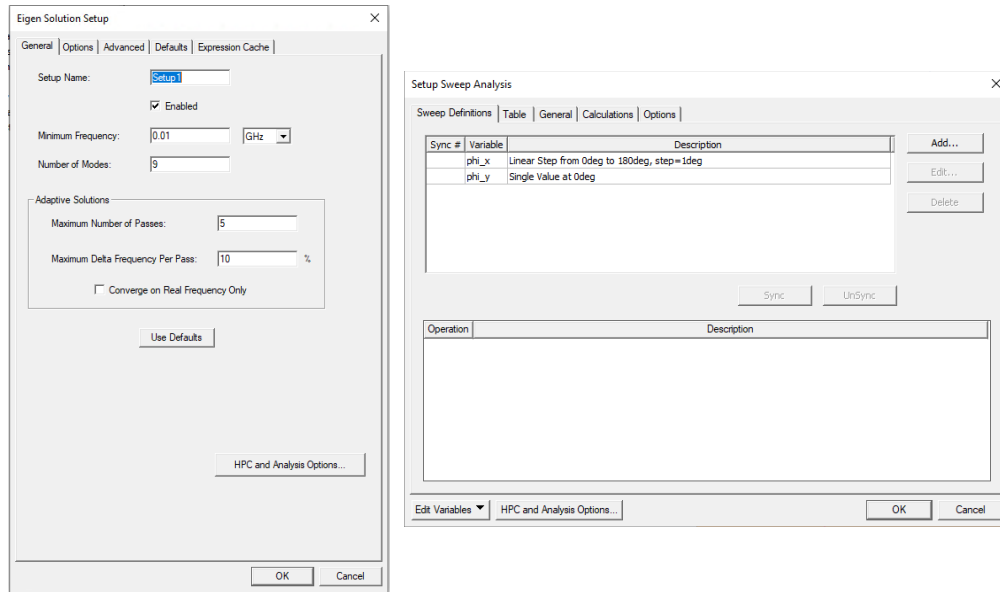 Eigen Solution Setup
General Options Advanced Defaults Expression Cache
Setup Name: Setup1
Enabled
Minimum Frequency: 0.01 GHz
Number of Modes: 9
Adaptive Solutions
Maximum Number of Passes: 5
Maximum Delta Frequency Per Pass: 10 %
Converge on Real Frequency Only
Use Defaults
HPC and Analysis Options...
OK Cancel
Setup Sweep Analysis
Sweep Definitions Table General Calculations Options
Sync # Variable Description
phi_x Linear Step from 0deg to 180deg, step=1deg
phi_y Single Value at 0deg
Add...
Edit...
Delete
Sync UnSync
Operation Description
Edit Variables HPC and Analysis Options... OK Cancel